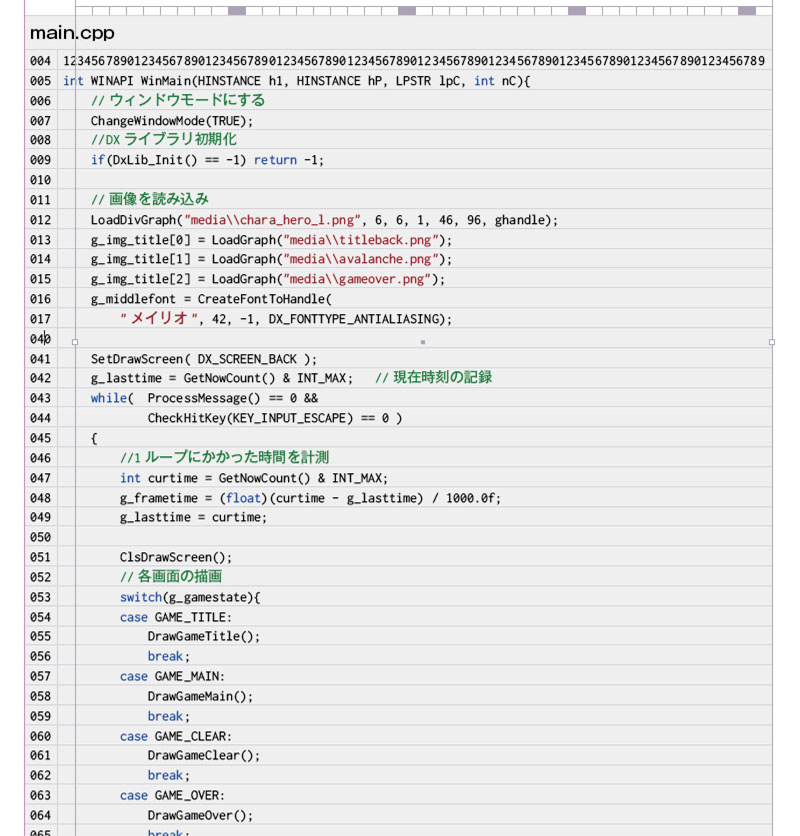 main.cpp
004 1234567890123456789012345678901234567890123456789012345678901234567890123456789012345678901234567890123456789
005 int WINAPI WinMain(HINSTANCE h1, HINSTANCE hP, LPSTR lpC, int nC){
006 // ウィンドウモードにする
007 ChangeWindowMode(TRUE);
008 //DX ライブラリ初期化
009 if(DxLib_Init() == -1) return -1;
010
011 // 画像を読み込み
012 LoadDivGraph("media\\chara_hero_l.png", 6, 6, 1, 46, 96, ghandle);
013 g_img_title[0] = LoadGraph("media\\titleback.png");
014 g_img_title[1] = LoadGraph("media\\avalanche.png");
015 g_img_title[2] = LoadGraph("media\\gameover.png");
016 g_middlefont = CreateFontToHandle(
017 " メイリオ ", 42, -1, DX_FONTTYPE_ANTIALIASING);
040
041 SetDrawScreen( DX_SCREEN_BACK );
042 g_lasttime = GetNowCount() & INT_MAX; // 現在時刻の記録
043 while( ProcessMessage() == 0 &&
044 CheckHitKey(KEY_INPUT_ESCAPE) == 0 )
045 {
046 //1 ループにかかった時間を計測
047 int curtime = GetNowCount() & INT_MAX;
048 g_frametime = (float)(curtime - g_lasttime) / 1000.0f;
049 g_lasttime = curtime;
050
051 ClsDrawScreen();
052 // 各画面の描画
053 switch(g_gamestate){
054 case GAME_TITLE:
055 DrawGameTitle();
056 break;
057 case GAME_MAIN:
058 DrawGameMain();
059 break;
060 case GAME_CLEAR:
061 DrawGameClear();
062 break;
063 case GAME_OVER:
064 DrawGameOver();
065 break;